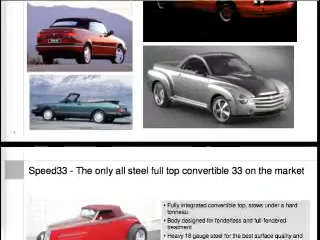 Speed33 - The only all steel full top convertible 33 on the market
• Fully integrated convertible top, stows under a hard
tonneau
• Body designed for fenderless and full-fendered
treatment
• Heavy 18 gauge steel for the best surface quality and